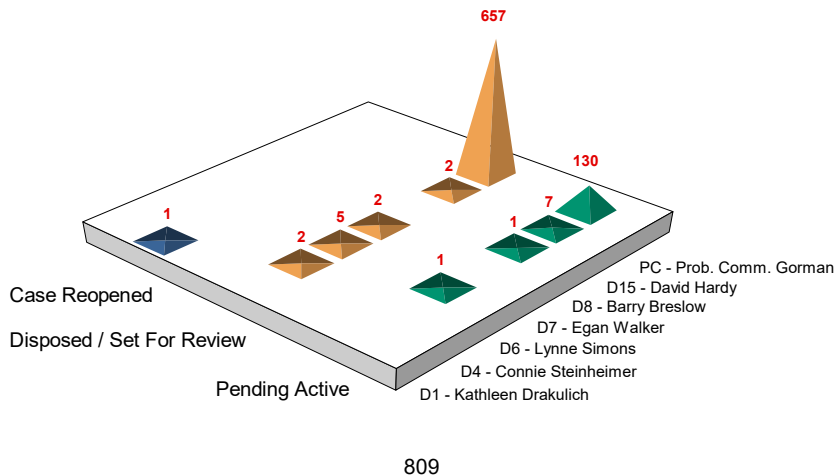 657
130
2
7
2
5
1
1
2
1
PC - Prob. Comm. Gorman
D15 - David Hardy
Case Reopened
D8 - Barry Breslow
D7 - Egan Walker
Disposed / Set For Review
D6 - Lynne Simons
D4 - Connie Steinheimer
Pending Active
D1 - Kathleen Drakulich
809